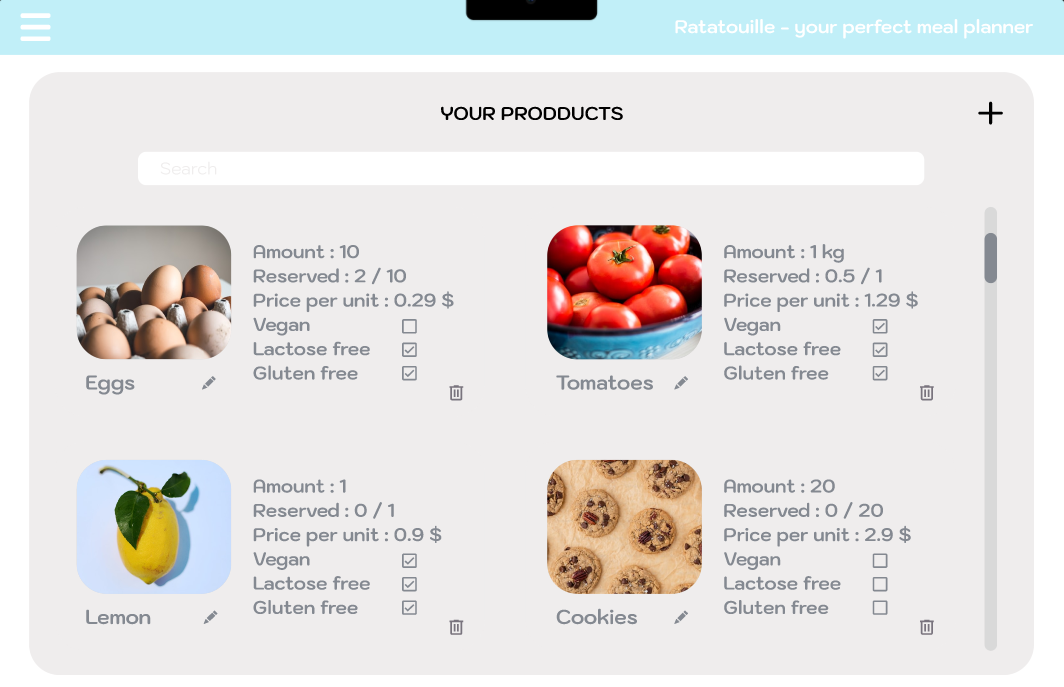 Ratatouille - your perfect meal planner
YOUR PRODDUCTS
Search
Amount : 10
Reserved : 2 / 10
Price per unit : 0.29 $
Vegan
Lactose free
Gluten free
Eggs
Amount : 1 kg
Reserved : 0.5 / 1
Price per unit : 1.29 $
Vegan
Lactose free
Gluten free
Tomatoes
Amount : 1
Reserved : 0 / 1
Price per unit : 0.9 $
Vegan
Lactose free
Gluten free
Lemon
Amount : 20
Reserved : 0 / 20
Price per unit : 2.9 $
Vegan
Lactose free
Gluten free
Cookies